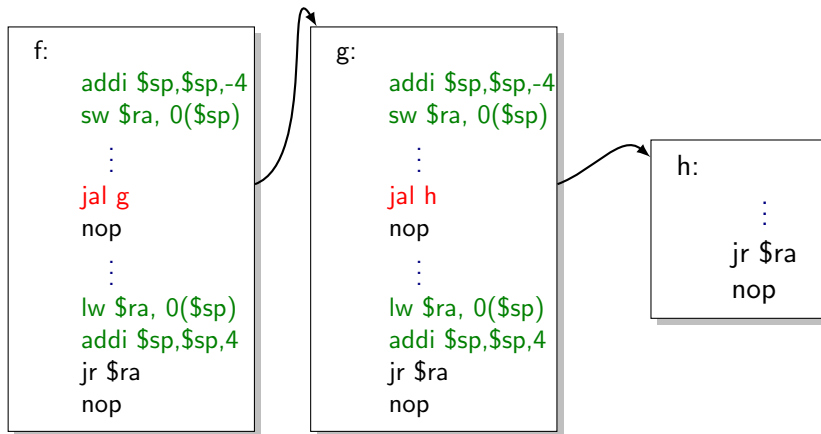 f:
addi $sp,$sp,-4
sw $ra, 0($sp)
⋮
jal g
nop
⋮
lw $ra, 0($sp)
addi $sp,$sp,4
jr $ra
nop
g:
addi $sp,$sp,-4
sw $ra, 0($sp)
⋮
jal h
nop
⋮
lw $ra, 0($sp)
addi $sp,$sp,4
jr $ra
nop
h:
⋮
jr $ra
nop